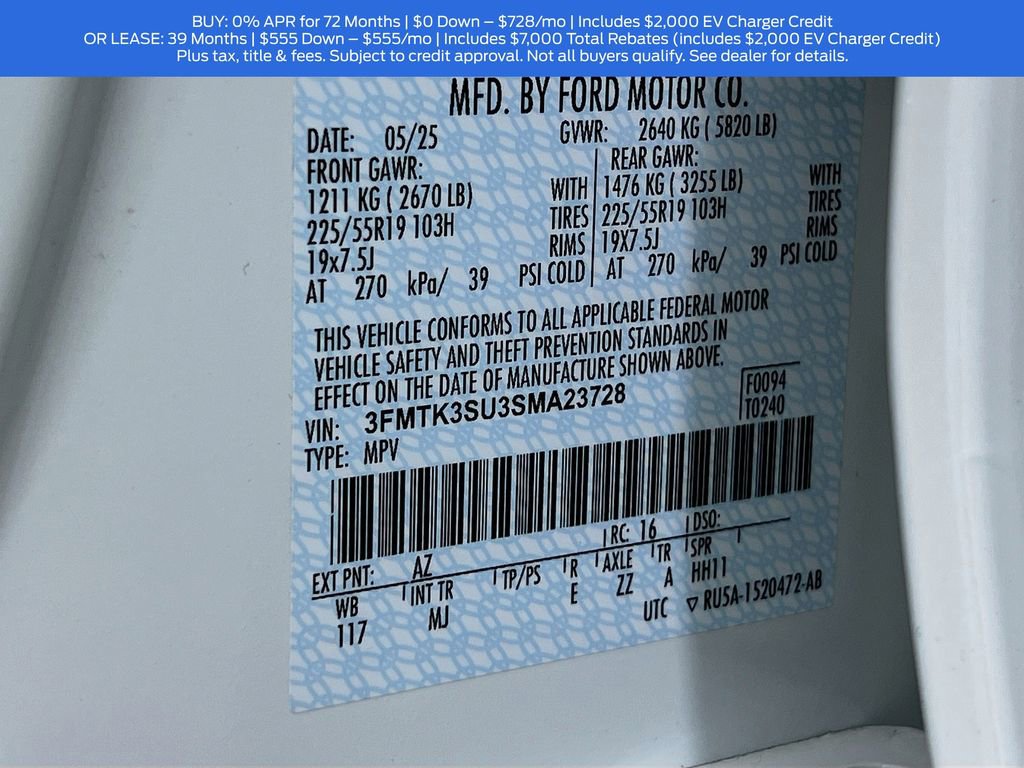 BUY: 0% APR for 72 Months | $0 Down – $728/mo | Includes $2,000 EV Charger Credit
OR LEASE: 39 Months | $555 Down – $555/mo | Includes $7,000 Total Rebates (includes $2,000 EV Charger Credit)
Plus tax, title & fees. Subject to credit approval. Not all buyers qualify. See dealer for details.
MFD. BY FORD MOTOR CO.
DATE: 05/25 GVWR: 2640 KG ( 5820 LB)
FRONT GAWR: REAR GAWR:
1211 KG ( 2670 LB) WITH 1476 KG ( 3255 LB) WITH
225/55R19 103H TIRES 225/55R19 103H TIRES
19x7.5J RIMS 19X7.5J RIMS
AT 270 kPa/ 39 PSI COLD AT 270 kPa/ 39 PSI COLD
THIS VEHICLE CONFORMS TO ALL APPLICABLE FEDERAL MOTOR
VEHICLE SAFETY AND THEFT PREVENTION STANDARDS IN
EFFECT ON THE DATE OF MANUFACTURE SHOWN ABOVE.
VIN: 3FMTK3SU3SMA23728 F0094
TYPE: MPV T0240
EXT PNT: AZ RC: 16 DSO:
WB INT TR TP/PS R AXLE TR SPR
117 MJ E ZZ A HH11
UTC ▽ RU5A-1520472-AB